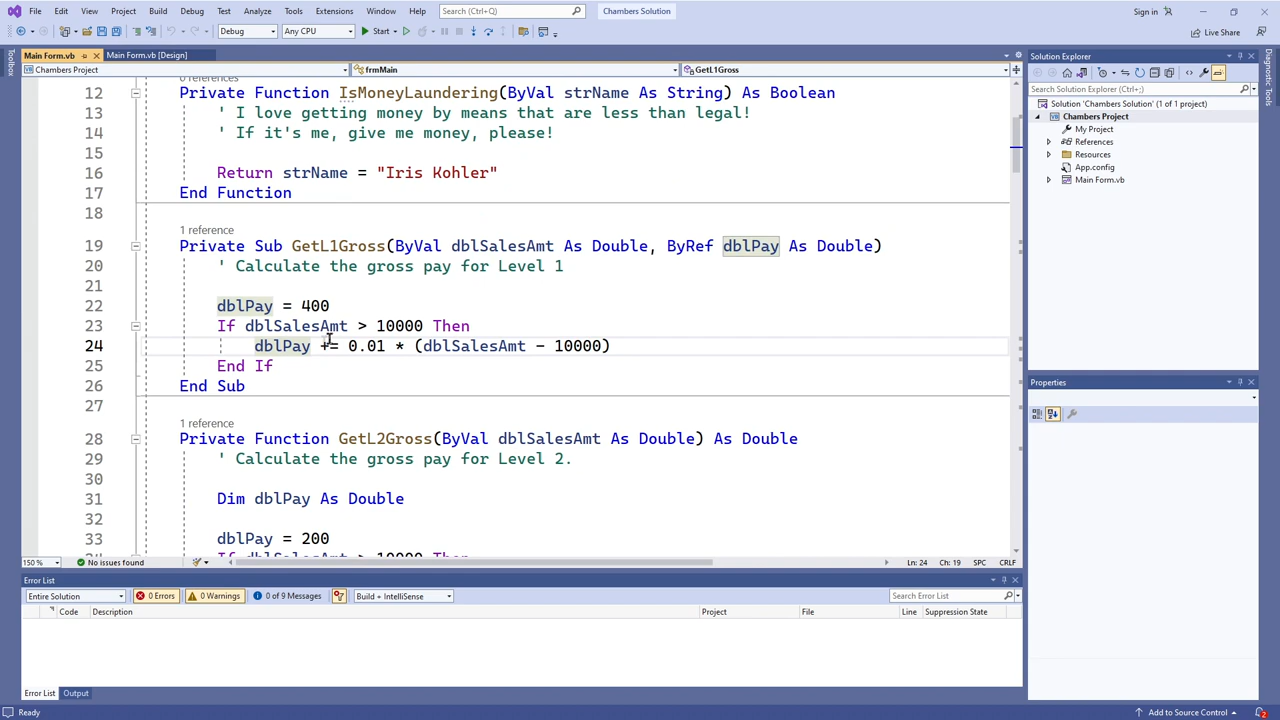 File Edit View Project Build Debug Test Analyze Tools Extensions Window Help Search (Ctrl+Q) Chambers Solution Sign in
Debug Any CPU Start Live Share
Main Form.vb Main Form.vb [Design]
Chambers Project frmMain GetL1Gross
0 references
12 Private Function IsMoneyLaundering(ByVal strName As String) As Boolean
13 ' I love getting money by means that are less than legal!
14 ' If it's me, give me money, please!
15
16 Return strName = "Iris Kohler"
17 End Function
18
1 reference
19 Private Sub GetL1Gross(ByVal dblSalesAmt As Double, ByRef dblPay As Double)
20 ' Calculate the gross pay for Level 1
21
22 dblPay = 400
23 If dblSalesAmt > 10000 Then
24 dblPay += 0.01 * (dblSalesAmt - 10000)
25 End If
26 End Sub
27
1 reference
28 Private Function GetL2Gross(ByVal dblSalesAmt As Double) As Double
29 ' Calculate the gross pay for Level 2.
30
31 Dim dblPay As Double
32
33 dblPay = 200
34 If dblSalesAmt > 10000 Then
150 % No issues found Ln: 24 Ch: 19 SPC CRLF
Error List
Entire Solution 0 Errors 0 Warnings 0 of 9 Messages Build + IntelliSense Search Error List
Code Description Project File Line Suppression State
Error List Output
Ready Add to Source Control 2
Toolbox
Solution Explorer
Search Solution Explorer (Ctrl+;)
Solution 'Chambers Solution' (1 of 1 project)
Chambers Project
My Project
References
Resources
App.config
Main Form.vb
Properties
Diagnostic Tools